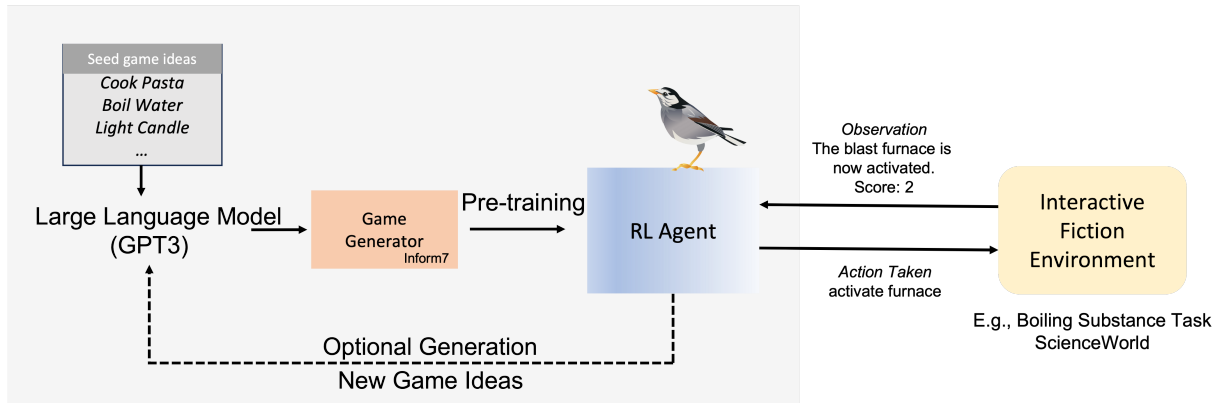 Seed game ideas
Cook Pasta
Boil Water
Light Candle
...
Large Language Model
(GPT3)
Game
Generator
Inform7
Pre-training
RL Agent
Observation
The blast furnace is
now activated.
Score: 2
Action Taken
activate furnace
Interactive
Fiction
Environment
E.g., Boiling Substance Task
ScienceWorld
Optional Generation
New Game Ideas